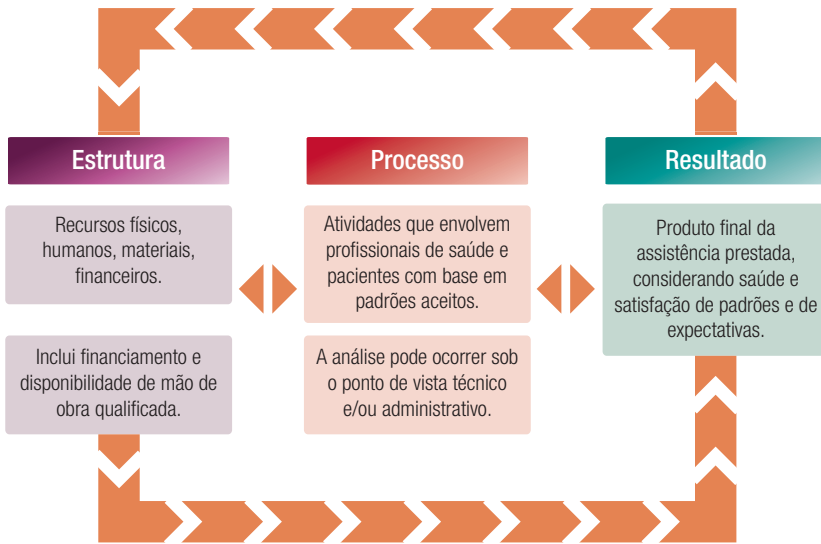 Estrutura
Recursos físicos,
humanos, materiais,
financeiros.
Inclui financiamento e
disponibilidade de mão de
obra qualificada.
Processo
Atividades que envolvem
profissionais de saúde e
pacientes com base em
padrões aceitos.
A análise pode ocorrer sob
o ponto de vista técnico
e/ou administrativo.
Resultado
Produto final da
assistência prestada,
considerando saúde e
satisfação de padrões e de
expectativas.